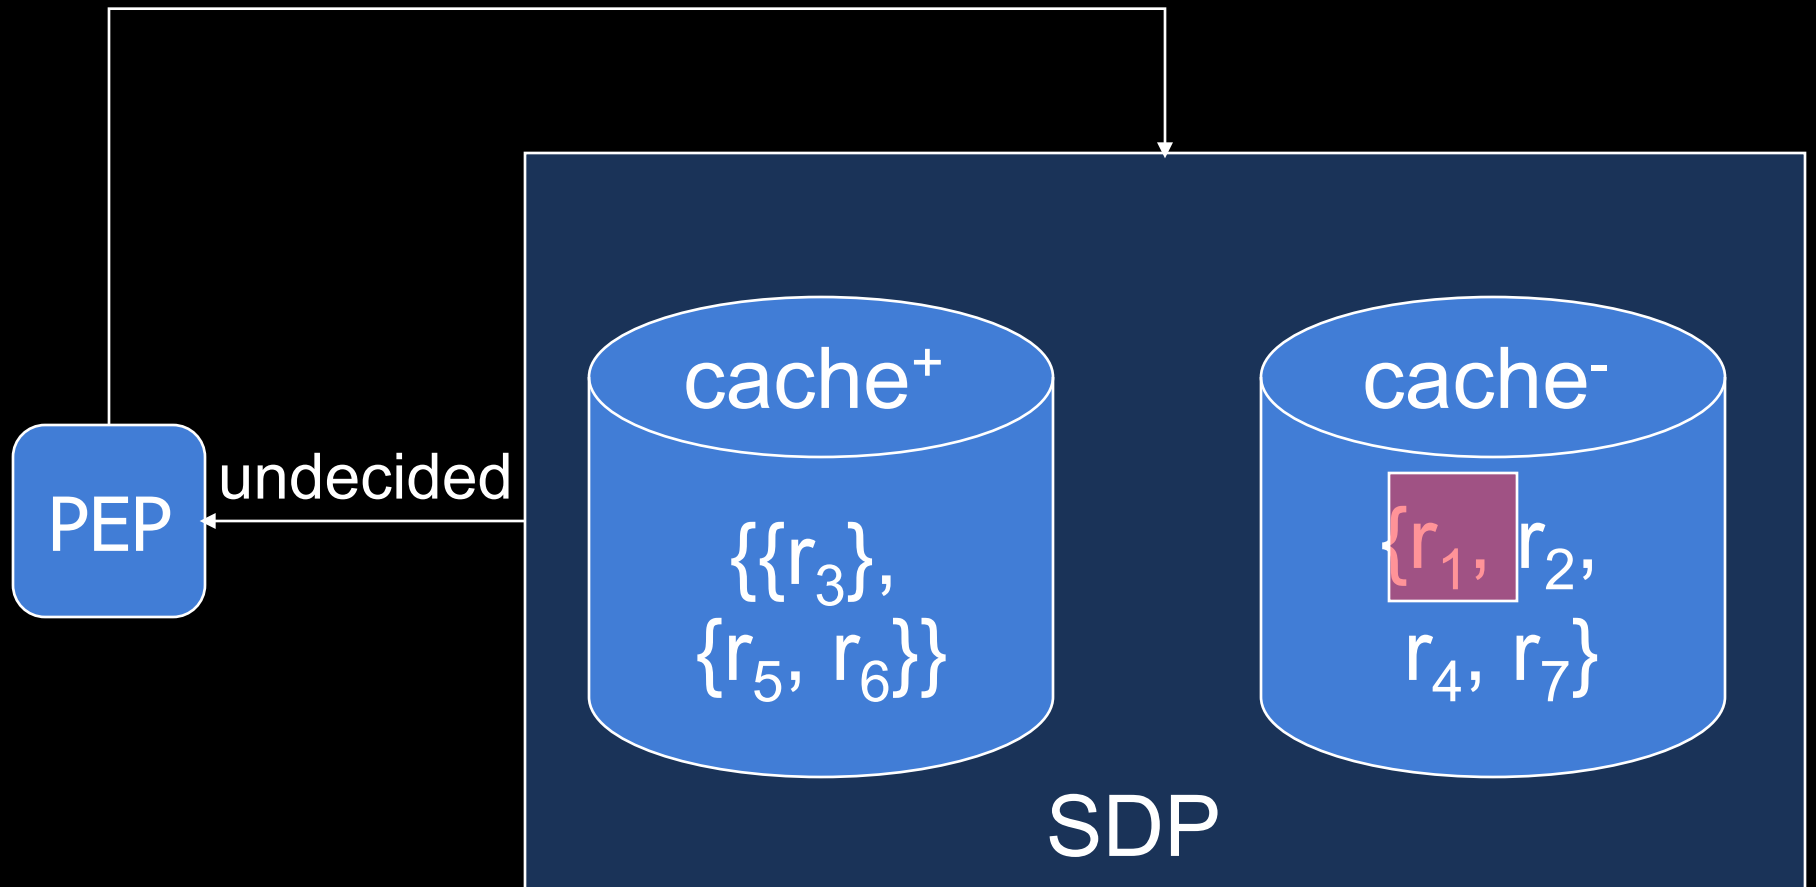 cache⁺
cache⁻
undecided
PEP
{{r₃},
{r₅, r₆}}
{r₁, r₂,
r₄, r₇}
SDP